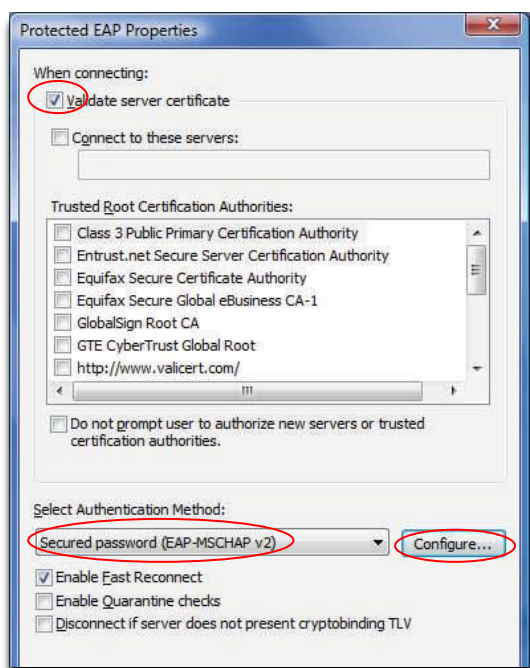 Protected EAP Properties
When connecting:
Validate server certificate
Connect to these servers:
Trusted Root Certification Authorities:
Class 3 Public Primary Certification Authority
Entrust.net Secure Server Certification Authority
Equifax Secure Certificate Authority
Equifax Secure Global eBusiness CA-1
GlobalSign Root CA
GTE CyberTrust Global Root
http://www.valicert.com/
Do not prompt user to authorize new servers or trusted
certification authorities.
Select Authentication Method:
Secured password (EAP-MSCHAP v2)
Configure...
Enable Fast Reconnect
Enable Quarantine checks
Disconnect if server does not present cryptobinding TLV